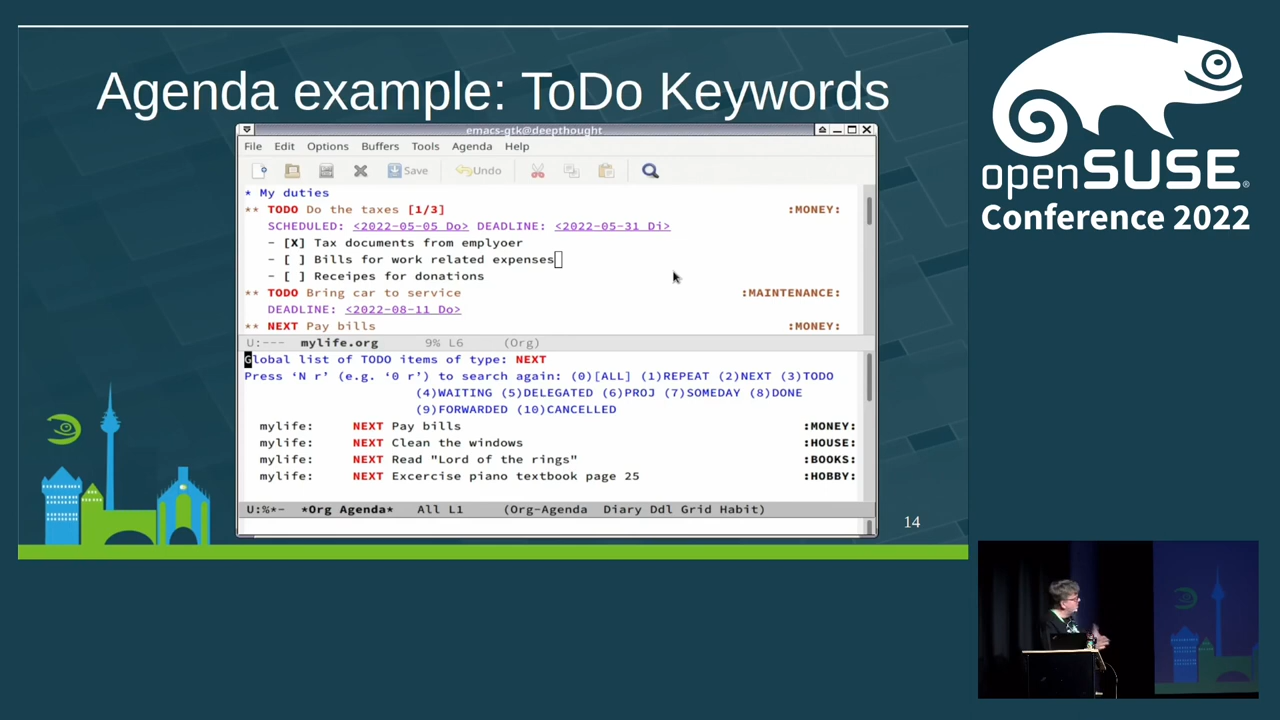 Agenda example: ToDo Keywords
emacs-gtk@deepthought
File Edit Options Buffers Tools Agenda Help
Save Undo
* My duties
** TODO Do the taxes [1/3] :MONEY:
SCHEDULED: <2022-05-05 Do> DEADLINE: <2022-05-31 Di>
- [X] Tax documents from emplyoer
- [ ] Bills for work related expenses
- [ ] Receipes for donations
** TODO Bring car to service :MAINTENANCE:
DEADLINE: <2022-08-11 Do>
** NEXT Pay bills :MONEY:
U:--- mylife.org 9% L6 (Org)
Global list of TODO items of type: NEXT
Press ‘N r’ (e.g. ‘0 r’) to search again: (0)[ALL] (1)REPEAT (2)NEXT (3)TODO
(4)WAITING (5)DELEGATED (6)PROJ (7)SOMEDAY (8)DONE
(9)FORWARDED (10)CANCELLED
mylife: NEXT Pay bills :MONEY:
mylife: NEXT Clean the windows :HOUSE:
mylife: NEXT Read "Lord of the rings" :BOOKS:
mylife: NEXT Excercise piano textbook page 25 :HOBBY:
U:%*- *Org Agenda* All L1 (Org-Agenda Diary Ddl Grid Habit)
14
openSUSE®
Conference 2022